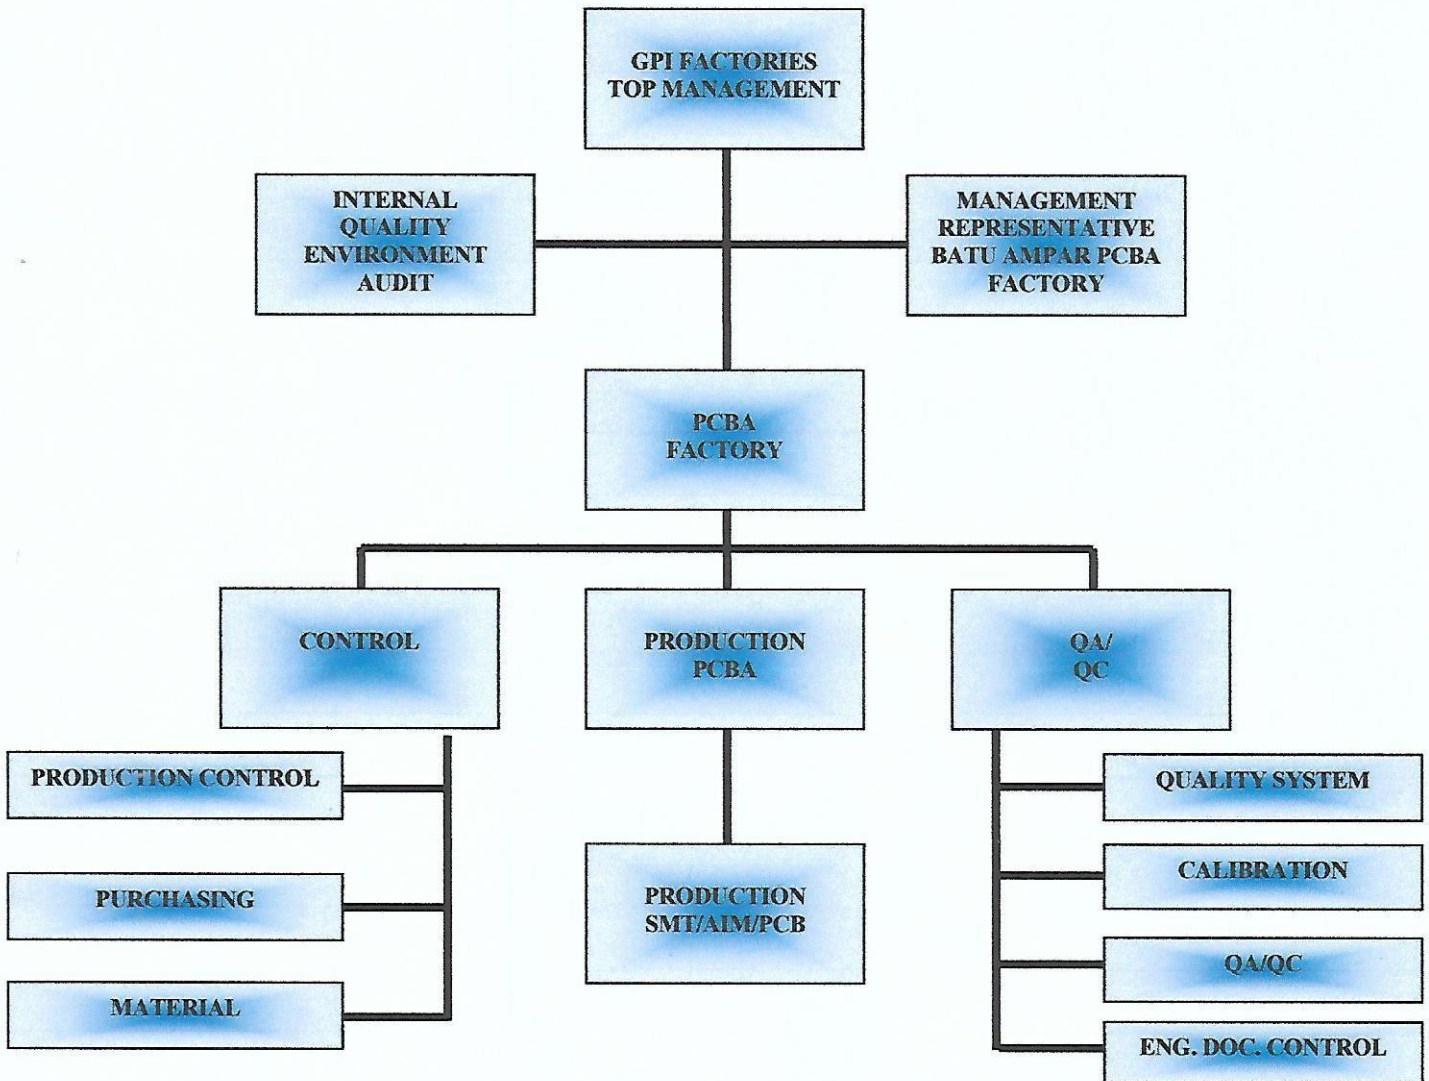 GPI FACTORIES
TOP MANAGEMENT
INTERNAL
QUALITY
ENVIRONMENT
AUDIT
MANAGEMENT
REPRESENTATIVE
BATU AMPAR PCBA
FACTORY
PCBA
FACTORY
CONTROL
PRODUCTION
PCBA
QA/
QC
PRODUCTION CONTROL
PURCHASING
MATERIAL
PRODUCTION
SMT/AIM/PCB
QUALITY SYSTEM
CALIBRATION
QA/QC
ENG. DOC. CONTROL